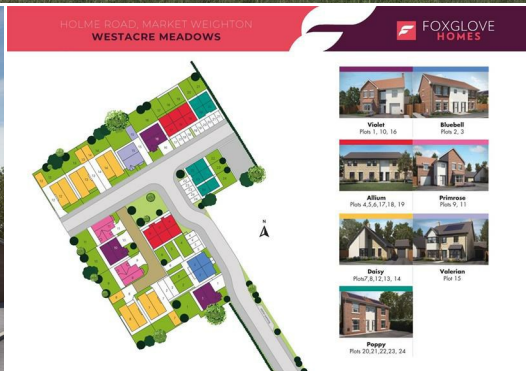 HOLME ROAD, MARKET WEIGHTON
WESTACRE MEADOWS
FOXGLOVE
HOMES
Violet
Plots 1, 10, 16
Bluebell
Plots 2, 3
Allium
Plots 4,5,6,17,18, 19
Primrose
Plots 9, 11
Daisy
Plots7,8,12,13, 14
Valerian
Plot 15
Poppy
Plots 20,21,22,23, 24
N